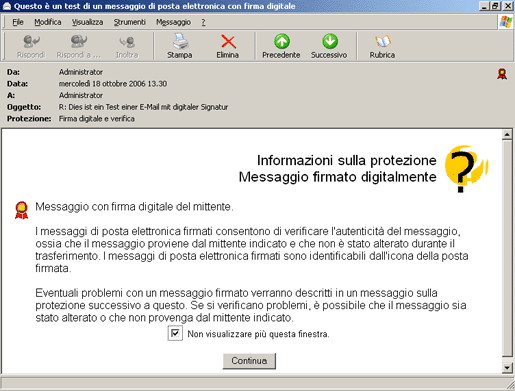 Questo è un test di un messaggio di posta elettronica con firma digitale
File Modifica Visualizza Strumenti Messaggio ?
Rispondi Rispondi a ... Inoltra Stampa Elimina Precedente Successivo Rubrica
Da: Administrator
Data: mercoledì 18 ottobre 2006 13.30
A: Administrator
Oggetto: R: Dies ist ein Test einer E-Mail mit digitaler Signatur
Protezione: Firma digitale e verifica
Informazioni sulla protezione
Messaggio firmato digitalmente
Messaggio con firma digitale del mittente.
I messaggi di posta elettronica firmati consentono di verificare l'autenticità del messaggio,
ossia che il messaggio proviene dal mittente indicato e che non è stato alterato durante il
trasferimento. I messaggi di posta elettronica firmati sono identificabili dall'icona della posta
firmata.
Eventuali problemi con un messaggio firmato verranno descritti in un messaggio sulla
protezione successivo a questo. Se si verificano problemi, è possibile che il messaggio sia
stato alterato o che non provenga dal mittente indicato.
Non visualizzare più questa finestra.
Continua